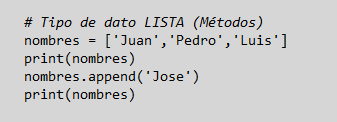 # Tipo de dato LISTA (Métodos)
nombres = ['Juan','Pedro','Luis']
print(nombres)
nombres.append('Jose')
print(nombres)